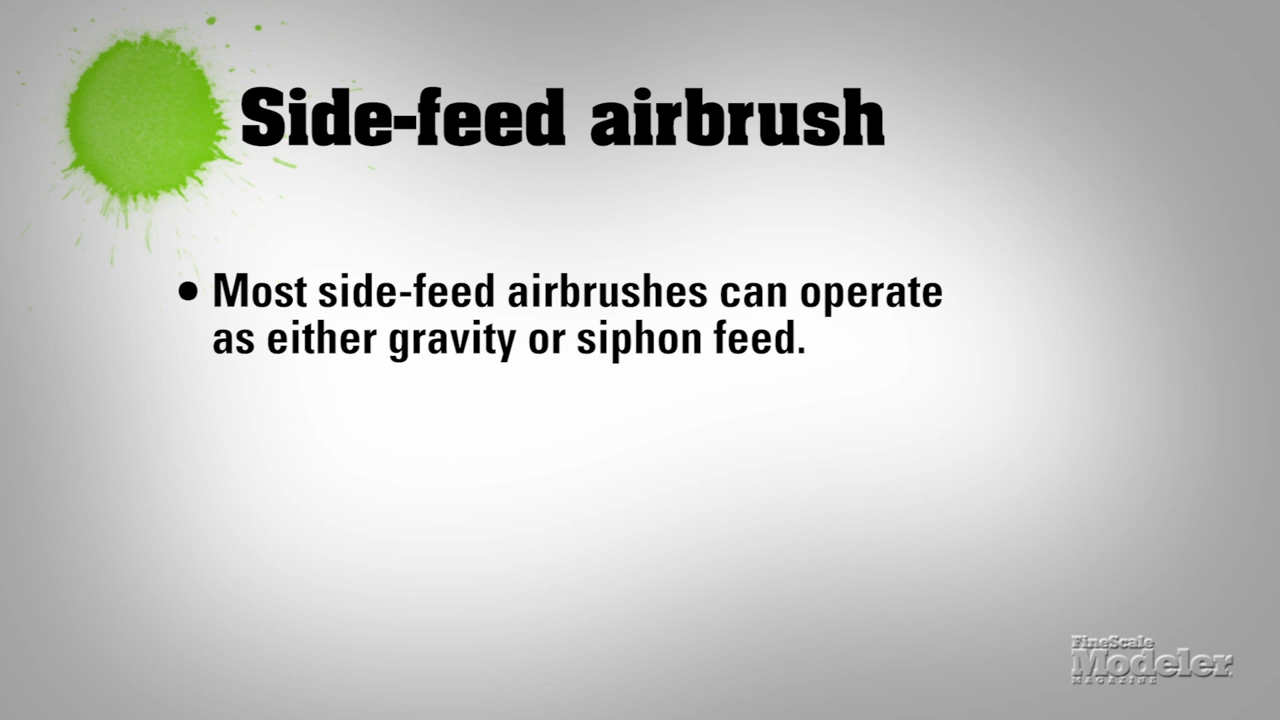 Side-feed airbrush
• Most side-feed airbrushes can operate
as either gravity or siphon feed.
FineScale
Modeler
MAGAZINE